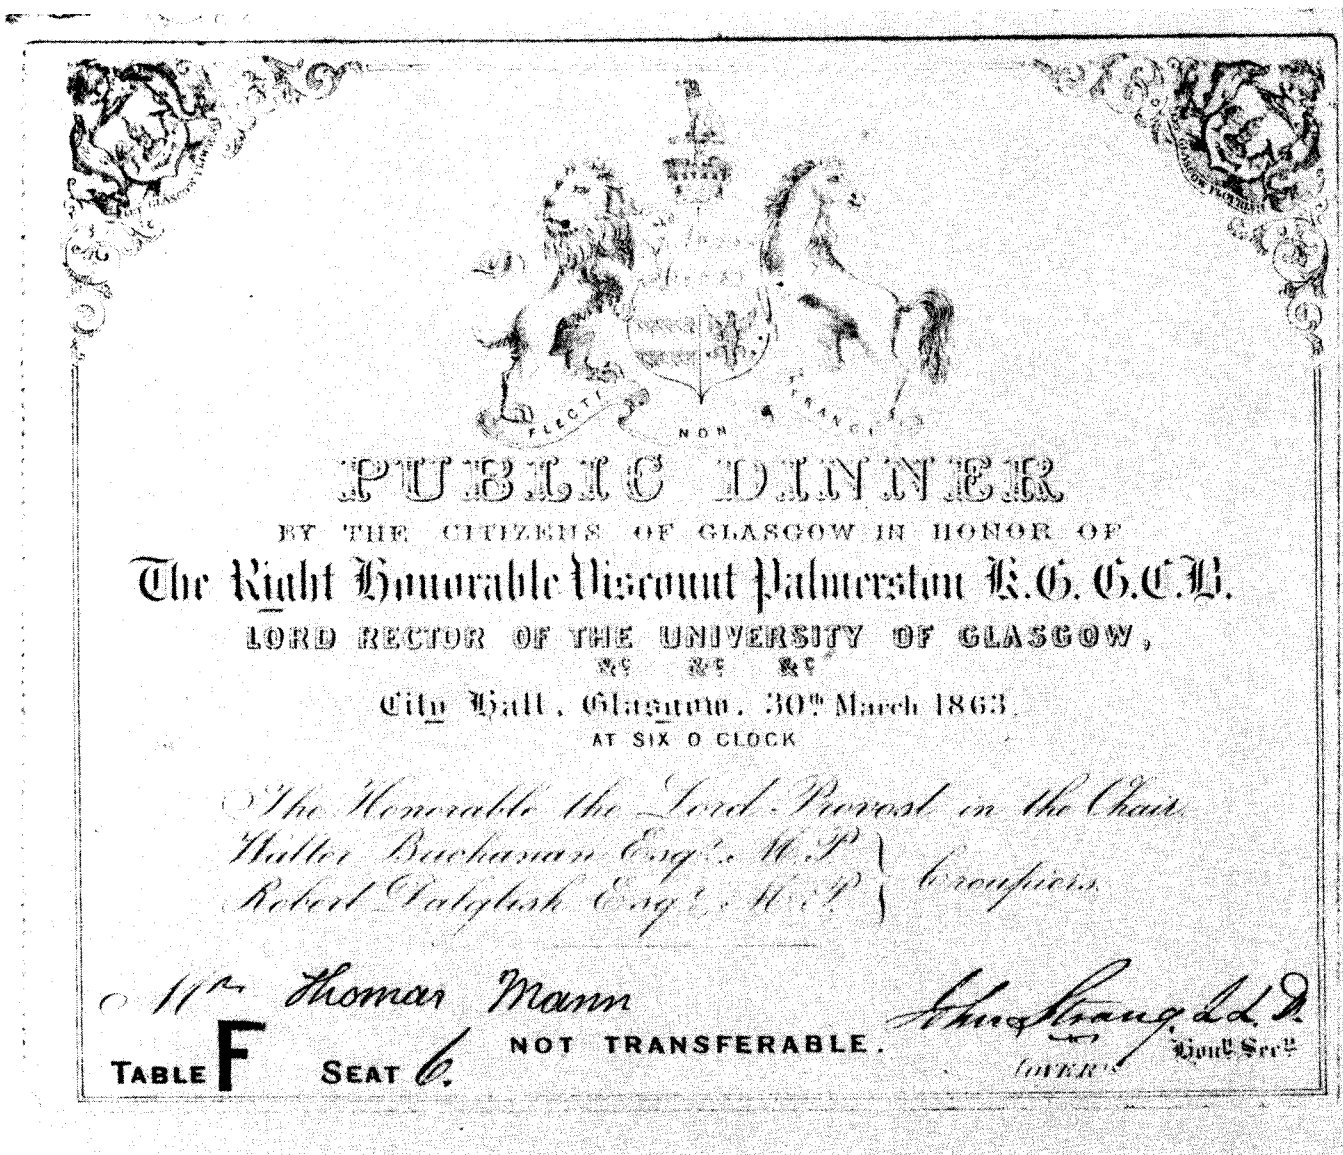 FLECTI NON FRANGI
PUBLIC DINNER
BY THE CITIZENS OF GLASGOW IN HONOR OF
The Right Honorable Viscount Palmerston K.G. G.C.B.
LORD RECTOR OF THE UNIVERSITY OF GLASGOW,
&c &c &c
City Hall, Glasgow, 30th March 1863.
AT SIX O CLOCK
The Honorable the Lord Provost in the Chair.
Walter Buchanan Esqr. M.P.
Robert Dalglish Esqr. M.P. } Croupiers.
Mr Thomas Mann
John Strang. L L. D.
NOT TRANSFERABLE.
Hony. Secy.
TABLE F SEAT 6.
(OVER)